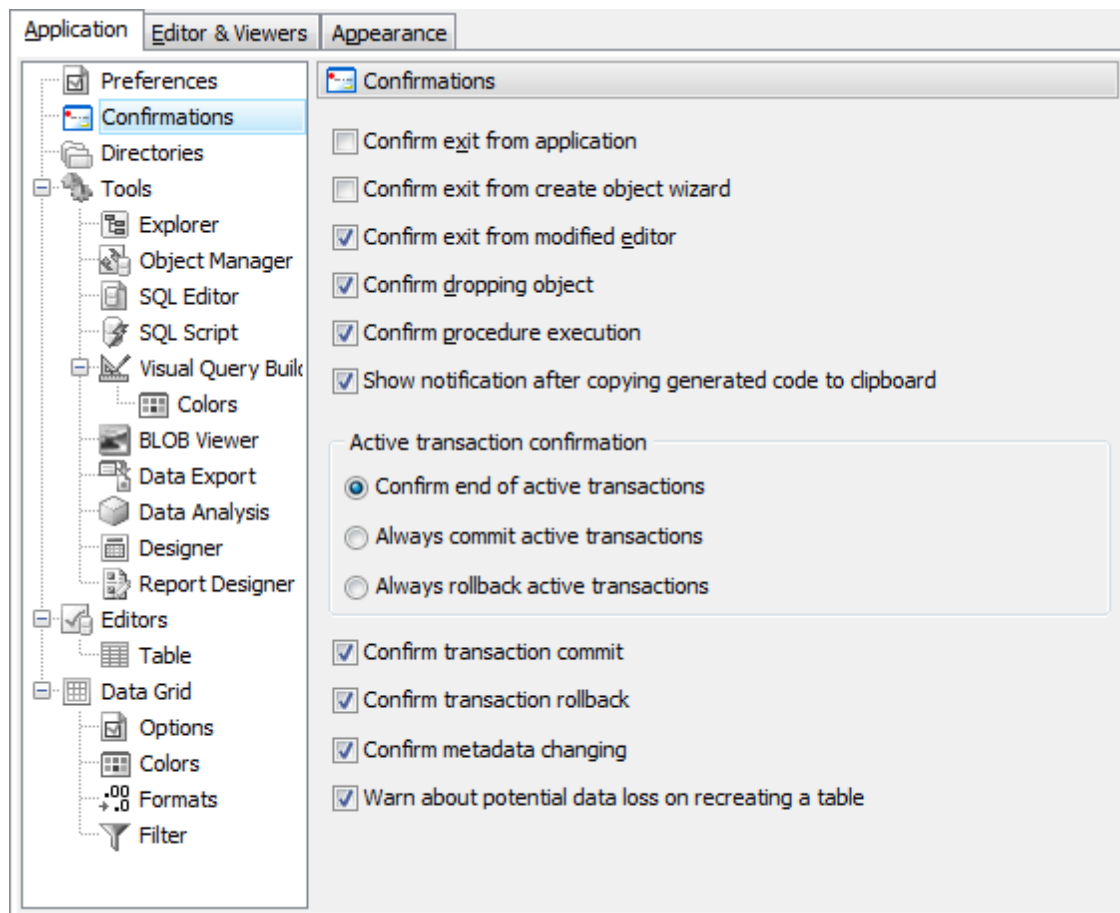 Application
Editor & Viewers
Appearance
Preferences
Confirmations
Directories
Tools
Explorer
Object Manager
SQL Editor
SQL Script
Visual Query Build
Colors
BLOB Viewer
Data Export
Data Analysis
Designer
Report Designer
Editors
Table
Data Grid
Options
Colors
Formats
Filter
Confirmations
Confirm exit from application
Confirm exit from create object wizard
Confirm exit from modified editor
Confirm dropping object
Confirm procedure execution
Show notification after copying generated code to clipboard
Active transaction confirmation
Confirm end of active transactions
Always commit active transactions
Always rollback active transactions
Confirm transaction commit
Confirm transaction rollback
Confirm metadata changing
Warn about potential data loss on recreating a table